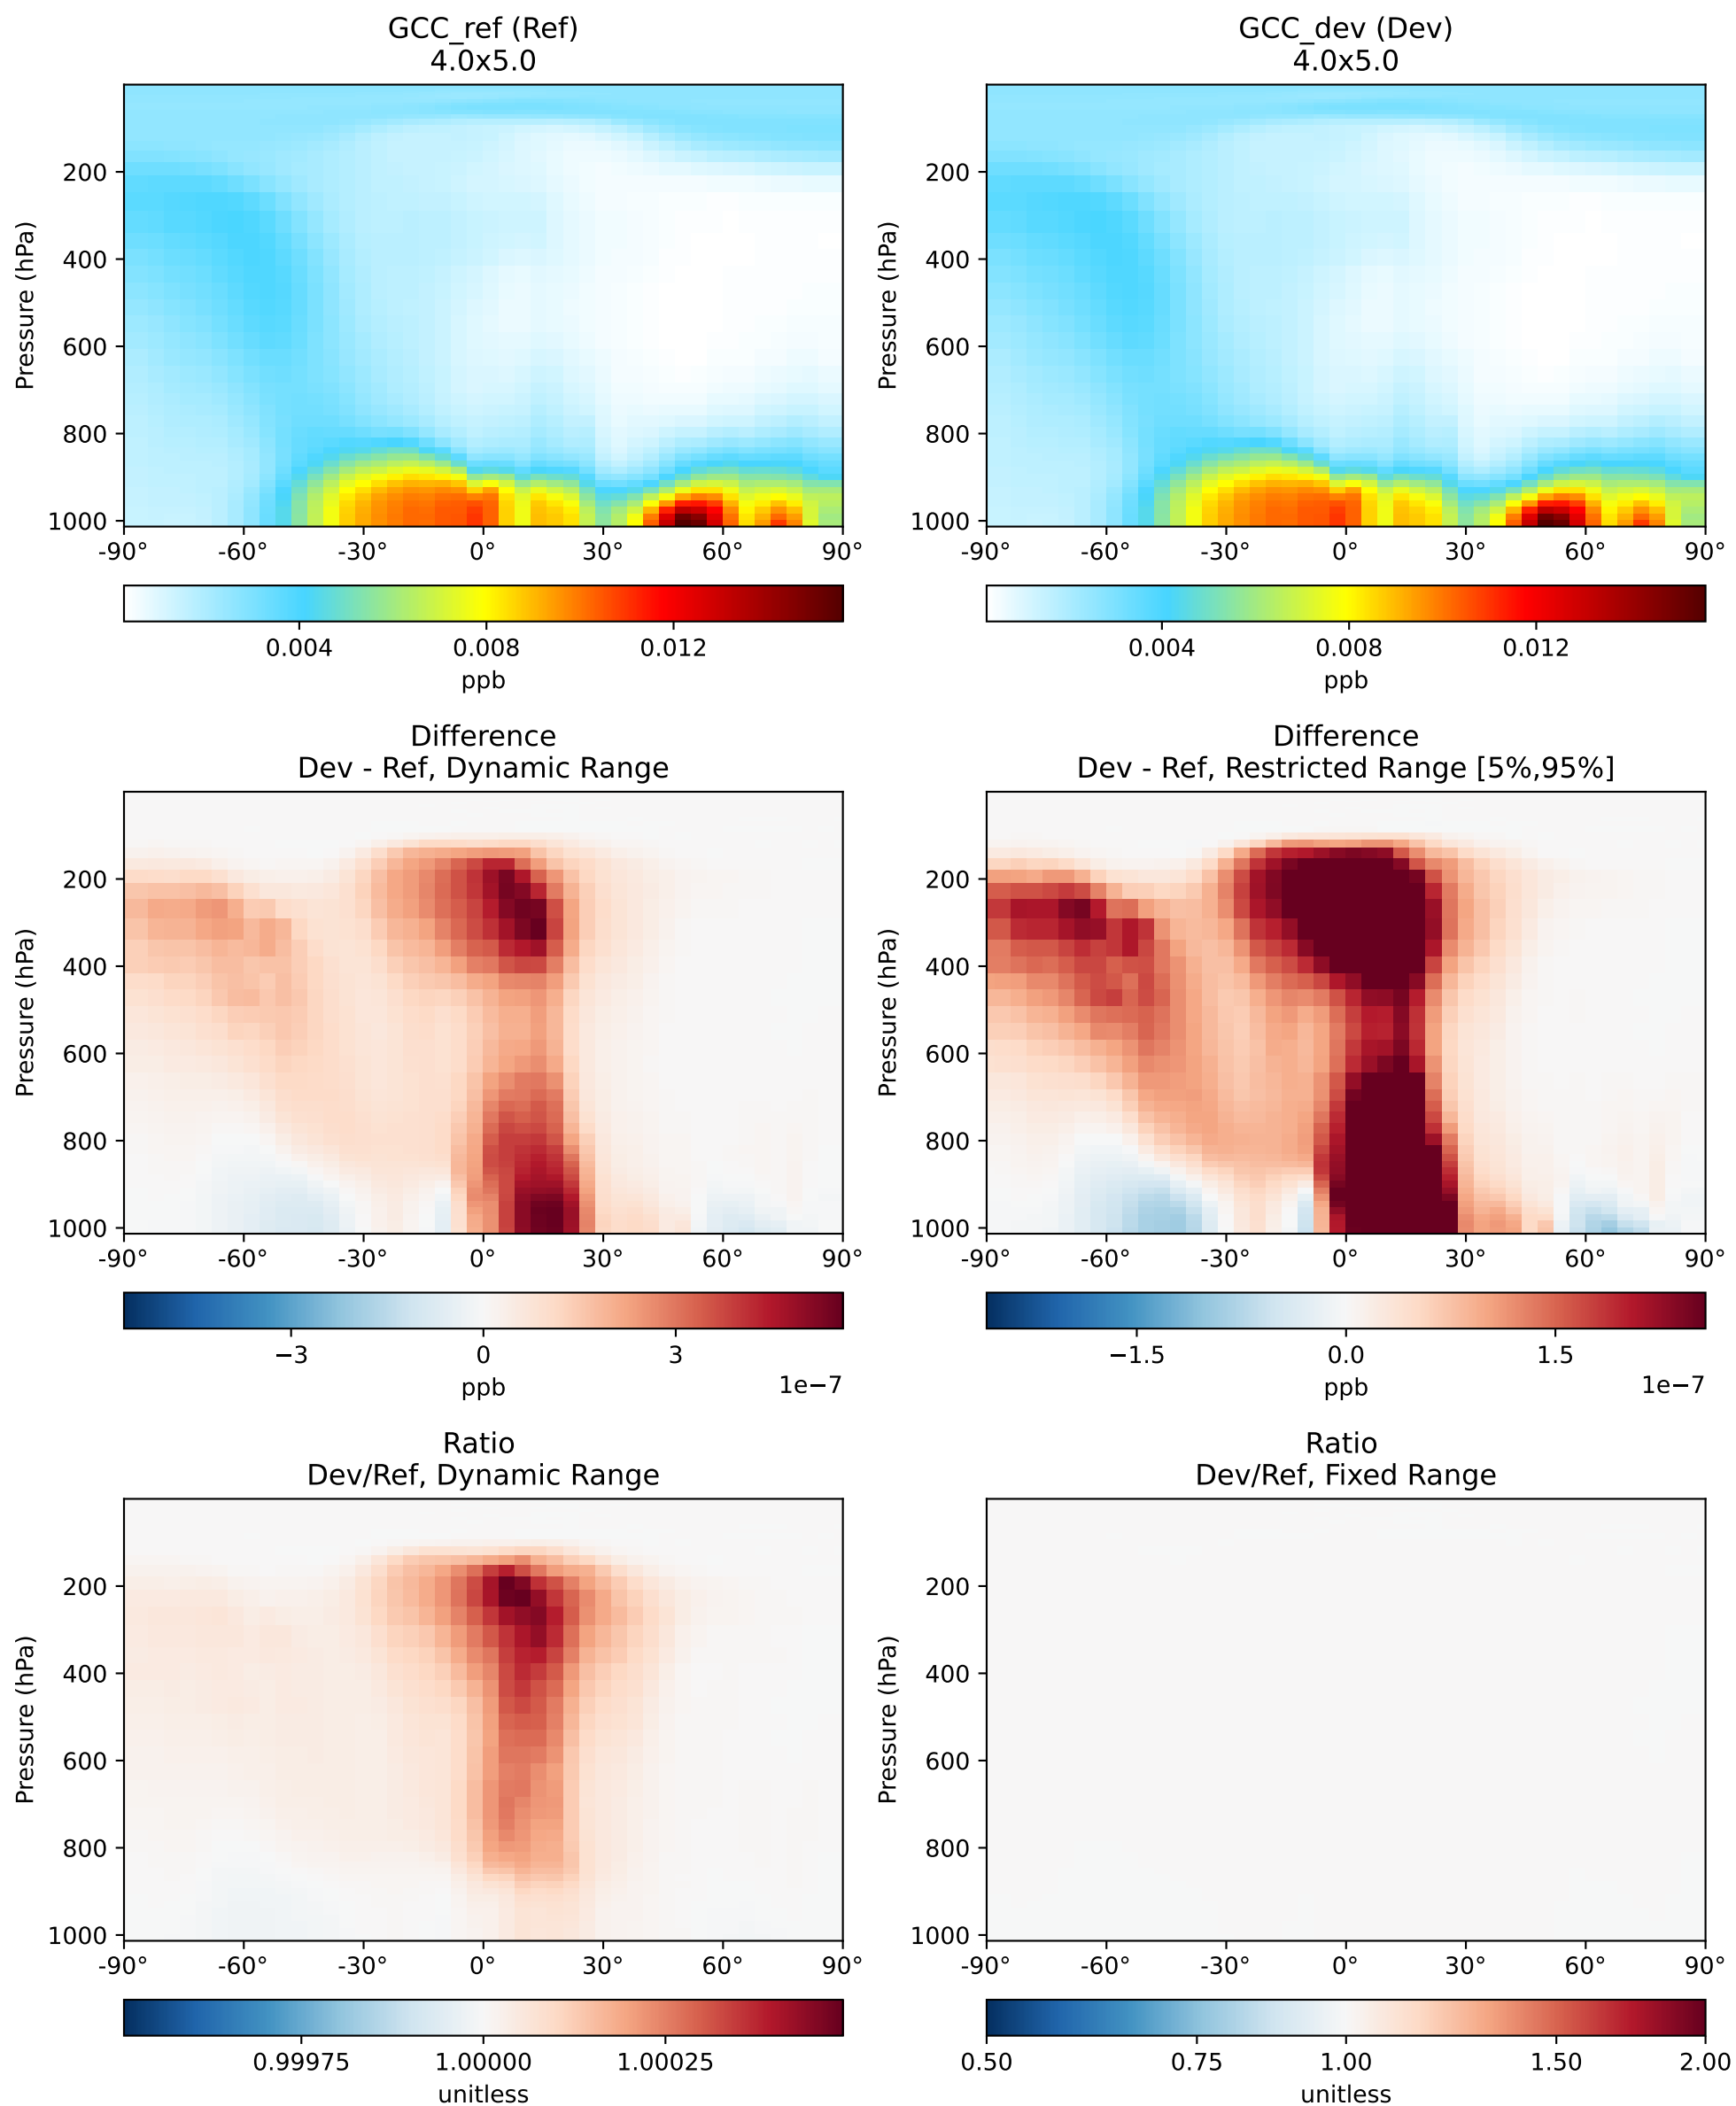 GCC_ref (Ref)
4.0x5.0
Pressure (hPa)
200
400
600
800
1000
-90° -60° -30° 0° 30° 60° 90°
0.004 0.008 0.012
ppb
GCC_dev (Dev)
4.0x5.0
Pressure (hPa)
200
400
600
800
1000
-90° -60° -30° 0° 30° 60° 90°
0.004 0.008 0.012
ppb
Difference
Dev - Ref, Dynamic Range
Pressure (hPa)
200
400
600
800
1000
-90° -60° -30° 0° 30° 60° 90°
−3 0 3
ppb
1e−7
Difference
Dev - Ref, Restricted Range [5%,95%]
Pressure (hPa)
200
400
600
800
1000
-90° -60° -30° 0° 30° 60° 90°
−1.5 0.0 1.5
ppb
1e−7
Ratio
Dev/Ref, Dynamic Range
Pressure (hPa)
200
400
600
800
1000
-90° -60° -30° 0° 30° 60° 90°
0.99975 1.00000 1.00025
unitless
Ratio
Dev/Ref, Fixed Range
Pressure (hPa)
200
400
600
800
1000
-90° -60° -30° 0° 30° 60° 90°
0.50 0.75 1.00 1.50 2.00
unitless